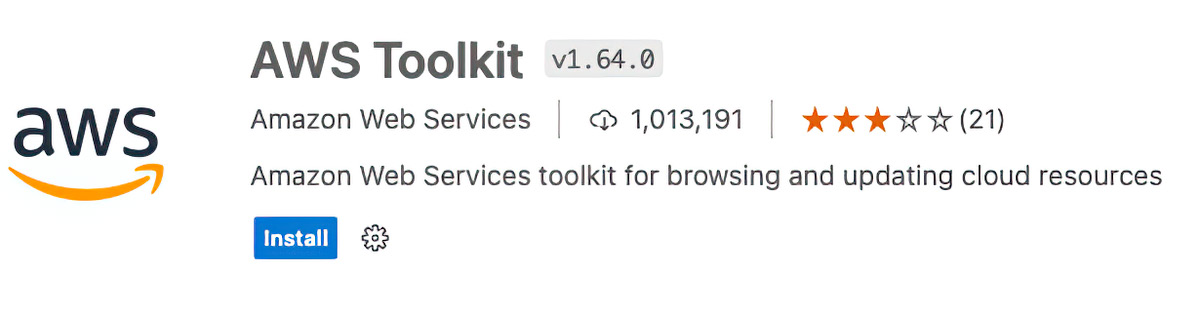 aws
AWS Toolkit v1.64.0
Amazon Web Services 1,013,191 (21)
Amazon Web Services toolkit for browsing and updating cloud resources
Install